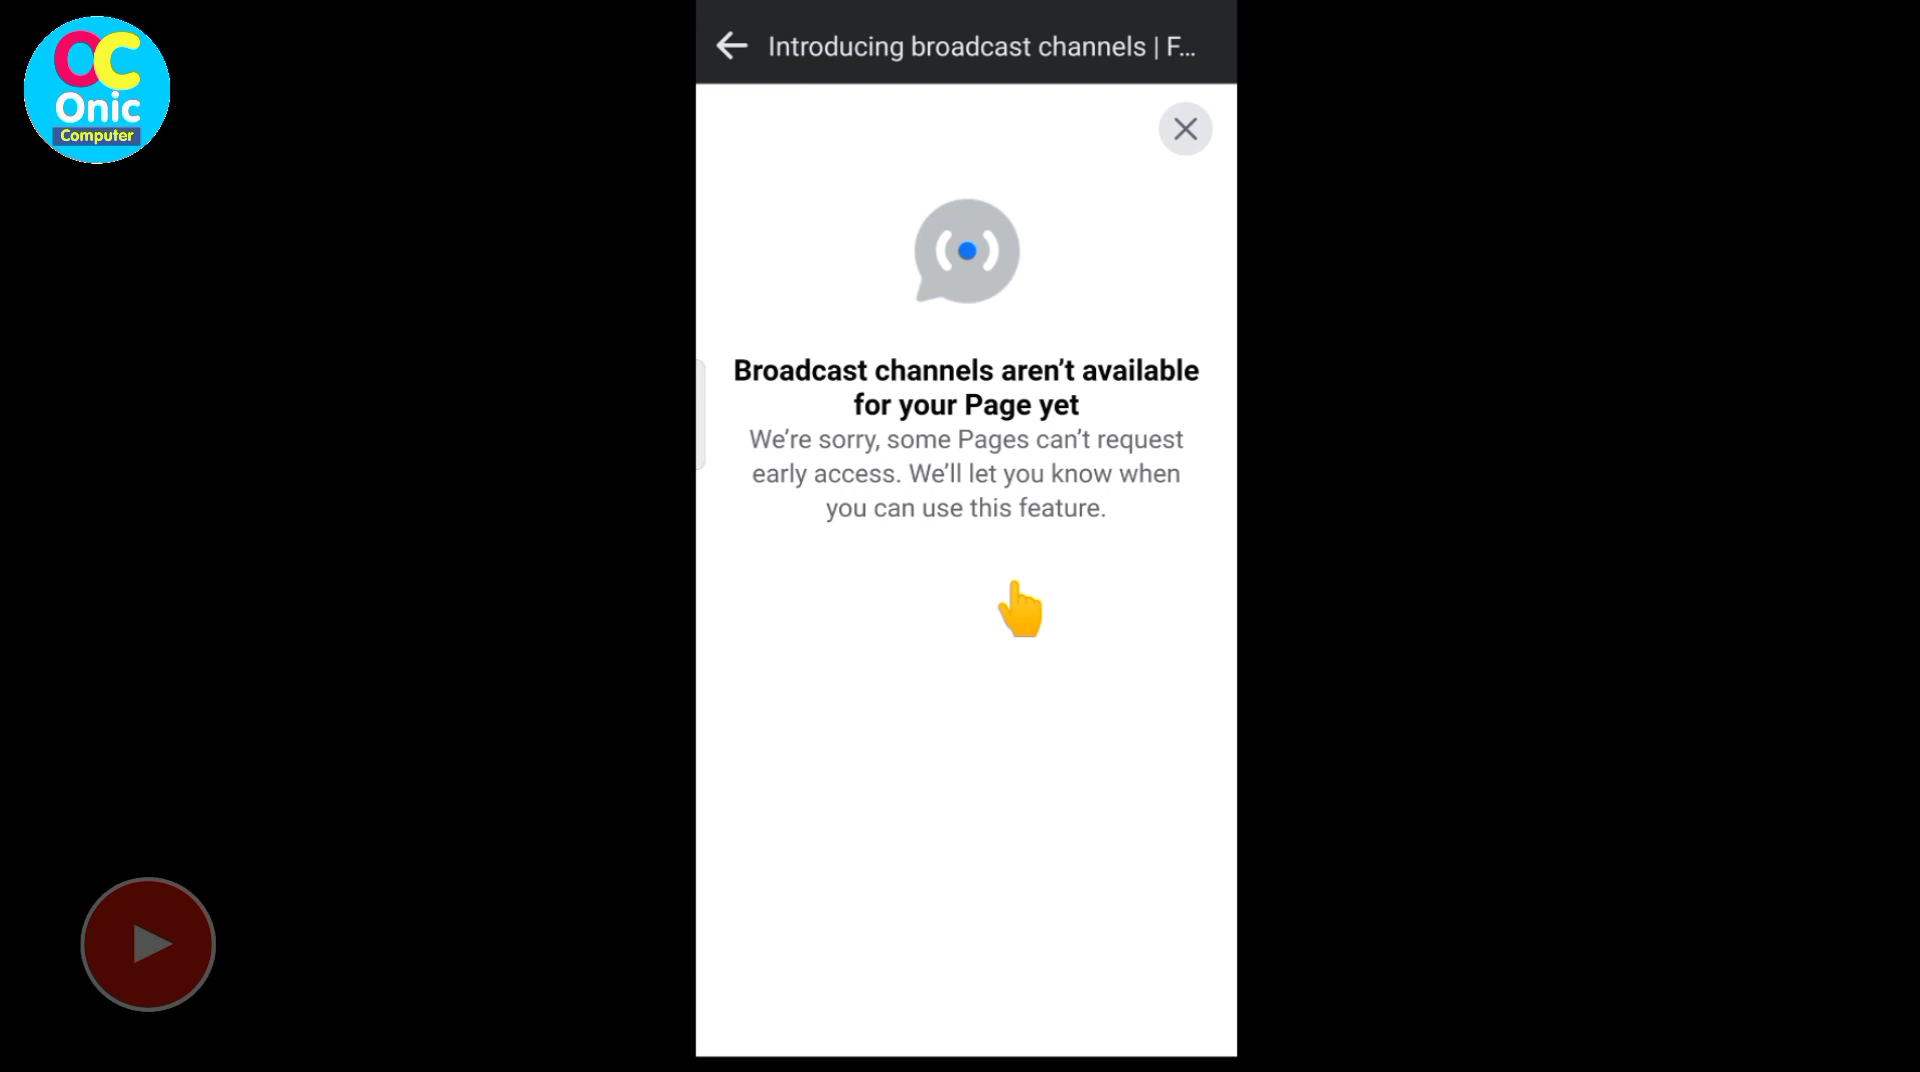 OC
Onic
Computer
Introducing broadcast channels | F...
Broadcast channels aren’t available
for your Page yet
We’re sorry, some Pages can’t request
early access. We’ll let you know when
you can use this feature.